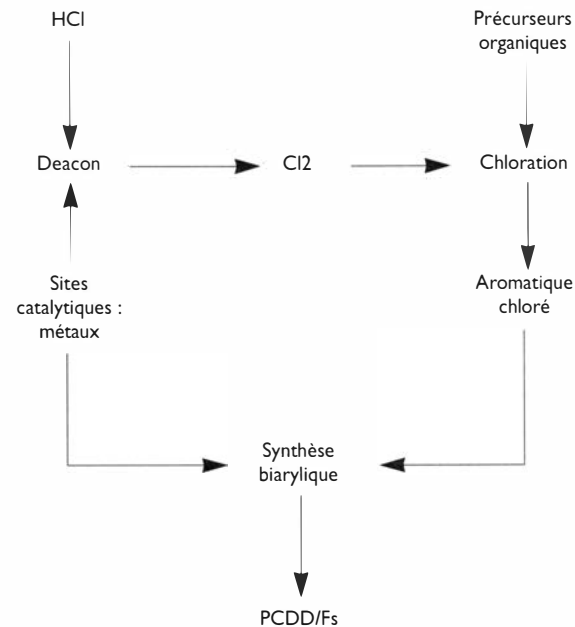 HCl
Précurseurs
organiques
Deacon
Cl2
Chloration
Sites
catalytiques :
métaux
Aromatique
chloré
Synthèse
biarylique
PCDD/Fs